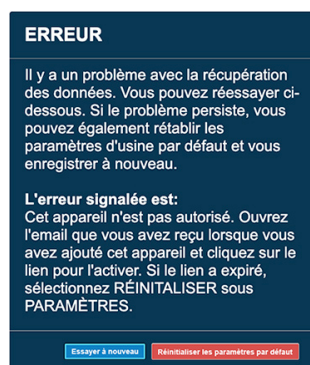 ERREUR
Il y a un problème avec la récupération
des données. Vous pouvez réessayer ci-
dessous. Si le problème persiste, vous
pouvez également rétablir les
paramètres d'usine par défaut et vous
enregistrer à nouveau.
L'erreur signalée est:
Cet appareil n'est pas autorisé. Ouvrez
l'email que vous avez reçu lorsque vous
avez ajouté cet appareil et cliquez sur le
lien pour l'activer. Si le lien a expiré,
sélectionnez RÉINITALISER sous
PARAMÈTRES.
Essayer à nouveau Réinitialiser les paramètres par défaut